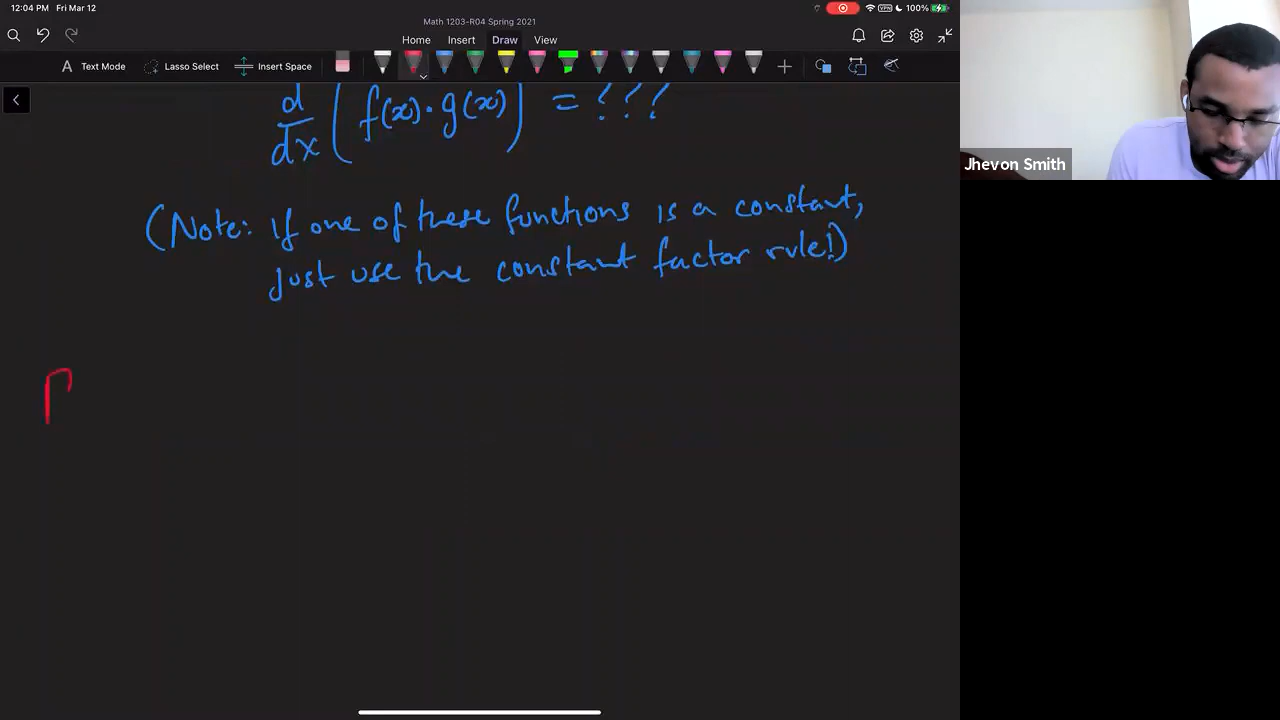 12:04 PM Fri Mar 12
VPN 100%
Math 1203-R04 Spring 2021
Home Insert Draw View
A Text Mode Lasso Select Insert Space
d/dx ( f(x) · g(x) ) = ???
(Note: If one of these functions is a constant,
just use the constant factor rule!)
Jhevon Smith